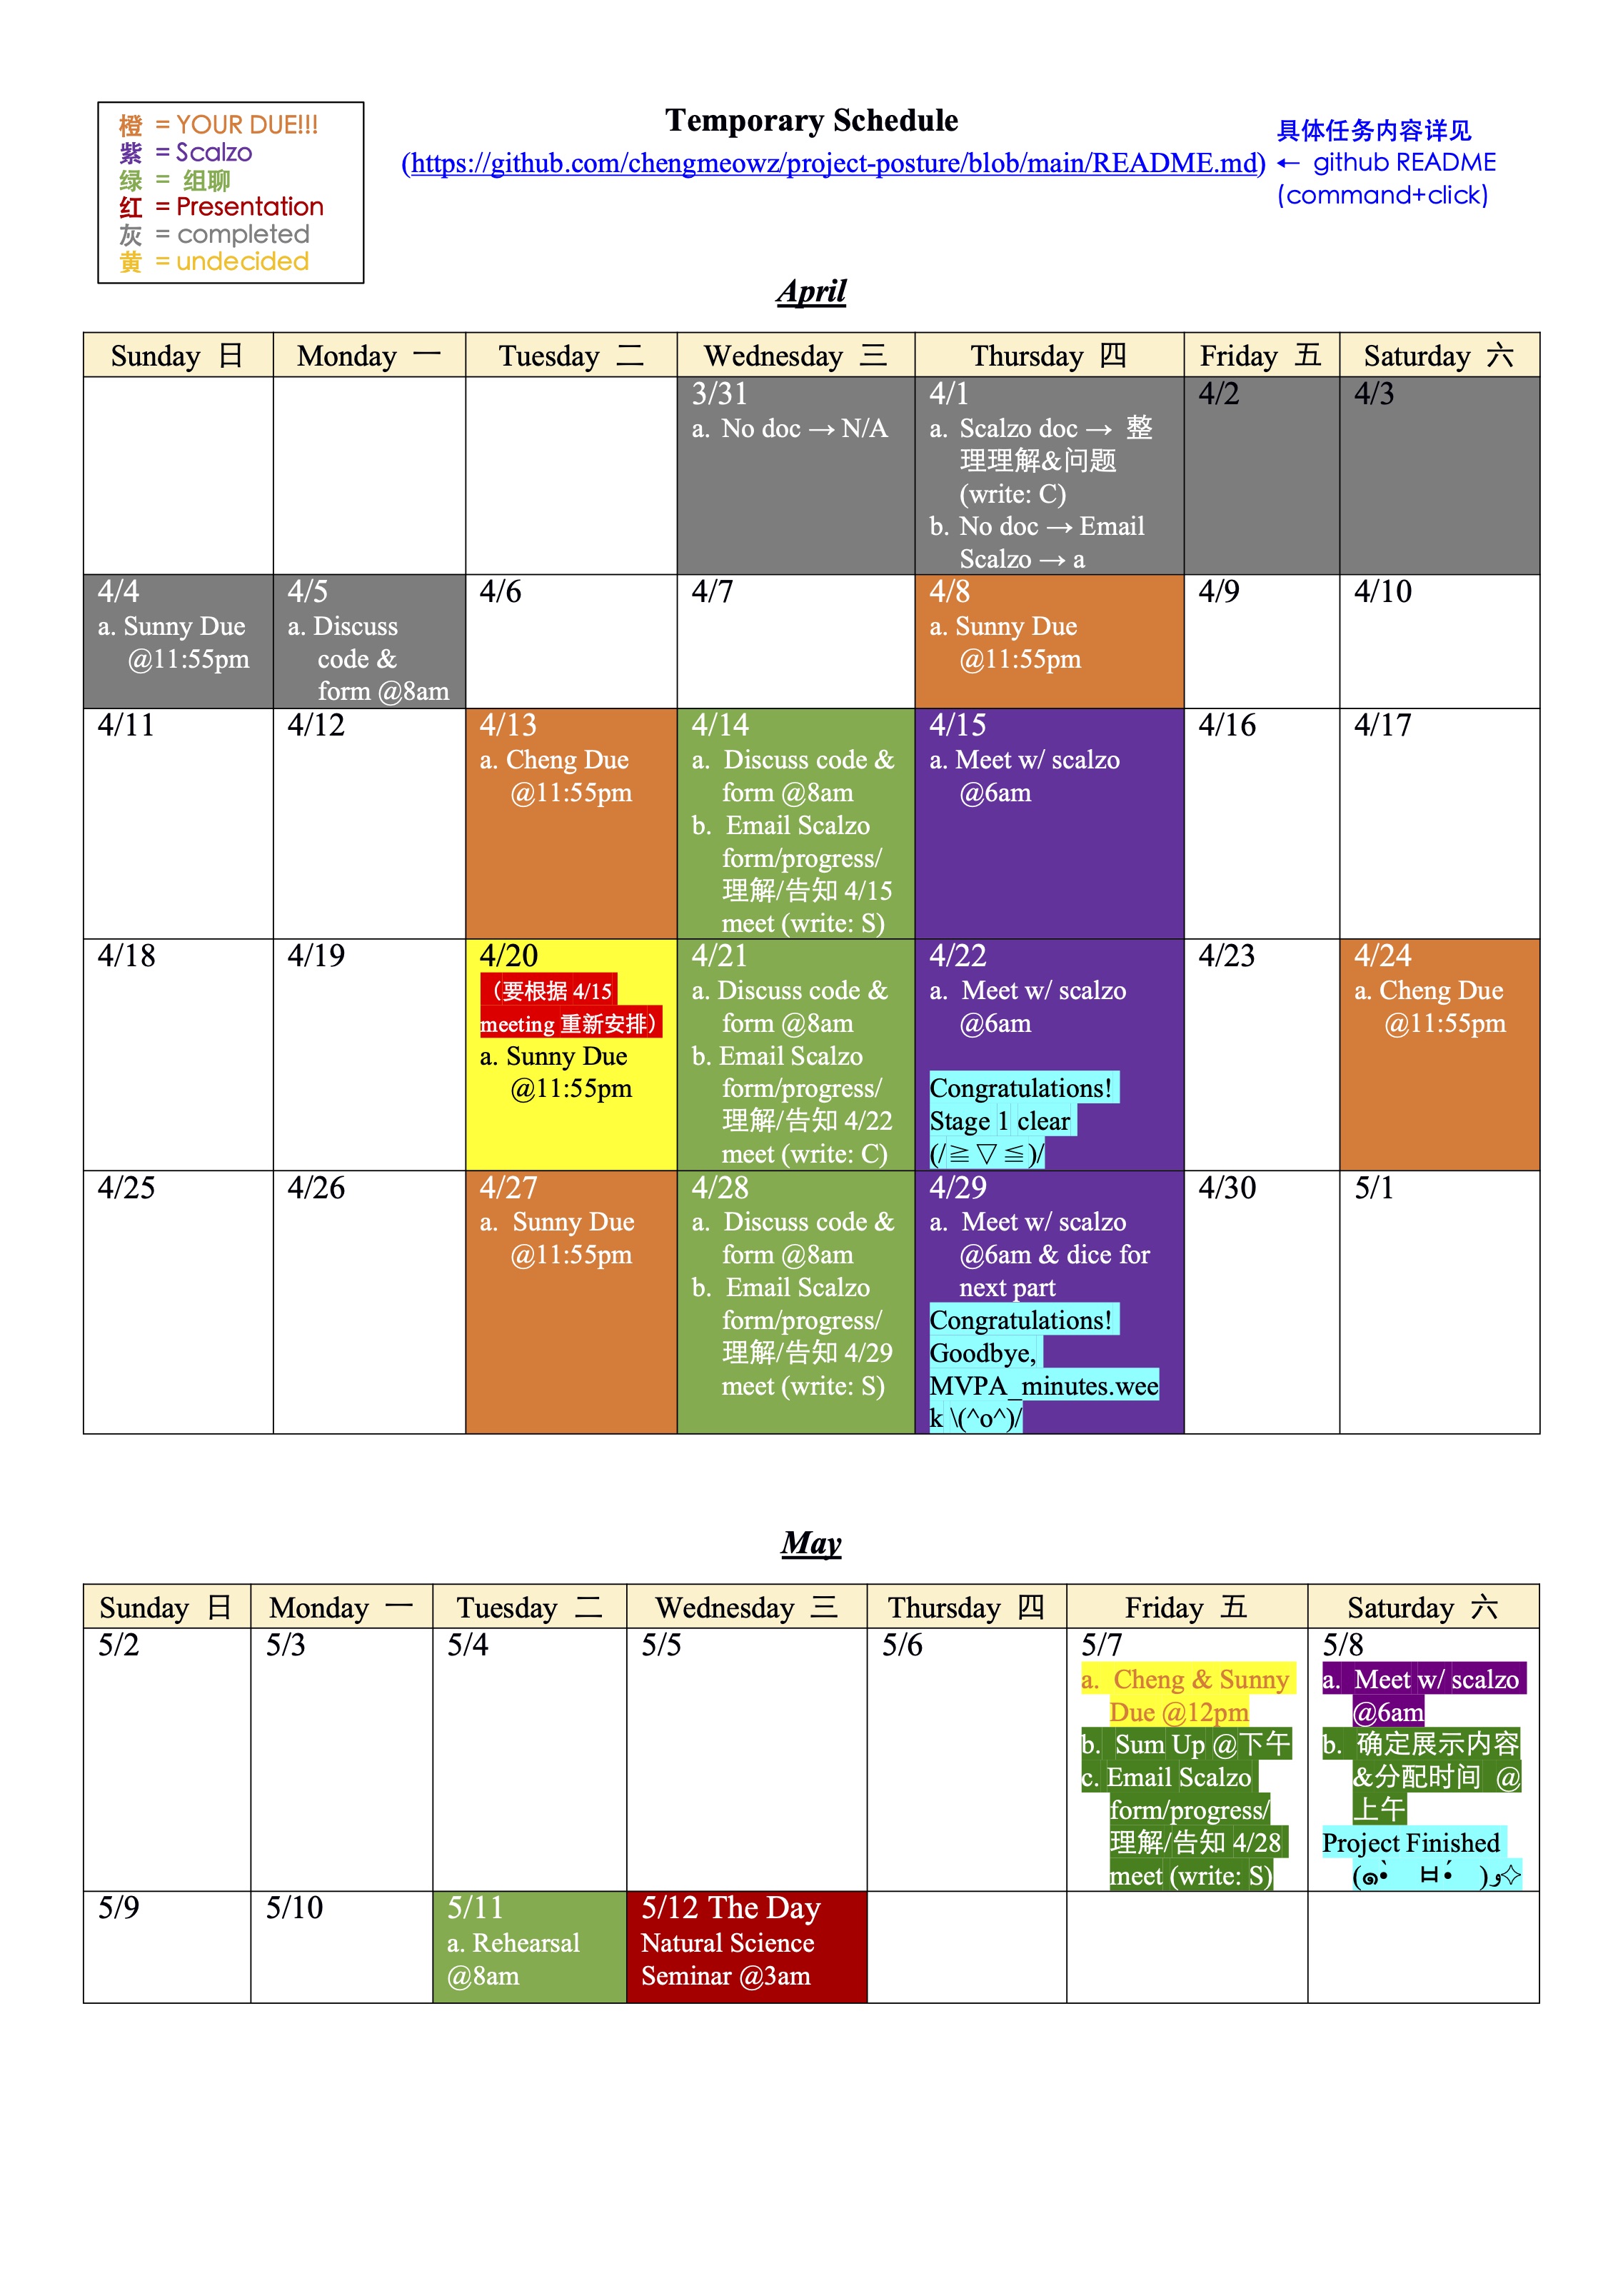 橙 = YOUR DUE!!!
紫 = Scalzo
绿 = 组聊
红 = Presentation
灰 = completed
黄 = undecided
Temporary Schedule
(https://github.com/chengmeowz/project-posture/blob/main/README.md)
具体任务内容详见
← github README
(command+click)
April
Sunday 日
Monday 一
Tuesday 二
Wednesday 三
Thursday 四
Friday 五
Saturday 六
3/31
a. No doc → N/A
4/1
a. Scalzo doc → 整
理理解&问题
(write: C)
b. No doc → Email
Scalzo → a
4/2
4/3
4/4
a. Sunny Due
@11:55pm
4/5
a. Discuss
code &
form @8am
4/6
4/7
4/8
a. Sunny Due
@11:55pm
4/9
4/10
4/11
4/12
4/13
a. Cheng Due
@11:55pm
4/14
a. Discuss code &
form @8am
b. Email Scalzo
form/progress/
理解/告知 4/15
meet (write: S)
4/15
a. Meet w/ scalzo
@6am
4/16
4/17
4/18
4/19
4/20
（要根据 4/15
meeting 重新安排）
a. Sunny Due
@11:55pm
4/21
a. Discuss code &
form @8am
b. Email Scalzo
form/progress/
理解/告知 4/22
meet (write: C)
4/22
a. Meet w/ scalzo
@6am
Congratulations!
Stage 1 clear
(/≧▽≦)/
4/23
4/24
a. Cheng Due
@11:55pm
4/25
4/26
4/27
a. Sunny Due
@11:55pm
4/28
a. Discuss code &
form @8am
b. Email Scalzo
form/progress/
理解/告知 4/29
meet (write: S)
4/29
a. Meet w/ scalzo
@6am & dice for
next part
Congratulations!
Goodbye,
MVPA_minutes.wee
k \(^o^)/
4/30
5/1
May
Sunday 日
Monday 一
Tuesday 二
Wednesday 三
Thursday 四
Friday 五
Saturday 六
5/2
5/3
5/4
5/5
5/6
5/7
a. Cheng & Sunny
Due @12pm
b. Sum Up @下午
c. Email Scalzo
form/progress/
理解/告知 4/28
meet (write: S)
5/8
a. Meet w/ scalzo
@6am
b. 确定展示内容
&分配时间 @
上午
Project Finished
(๑•̀ ㅂ•́ )و✧
5/9
5/10
5/11
a. Rehearsal
@8am
5/12 The Day
Natural Science
Seminar @3am